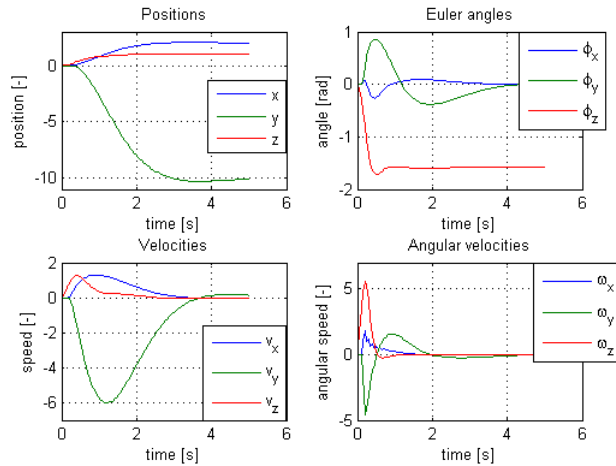 Positions
position [-]
0
-5
-10
0
2
4
6
time [s]
x
y
z
Euler angles
angle [rad]
1
0
-1
-2
0
2
4
6
time [s]
ϕx
ϕy
ϕz
Velocities
speed [-]
2
0
-2
-4
-6
0
2
4
6
time [s]
vx
vy
vz
Angular velocities
angular speed [-]
5
0
-5
0
2
4
6
time [s]
ωx
ωy
ωz